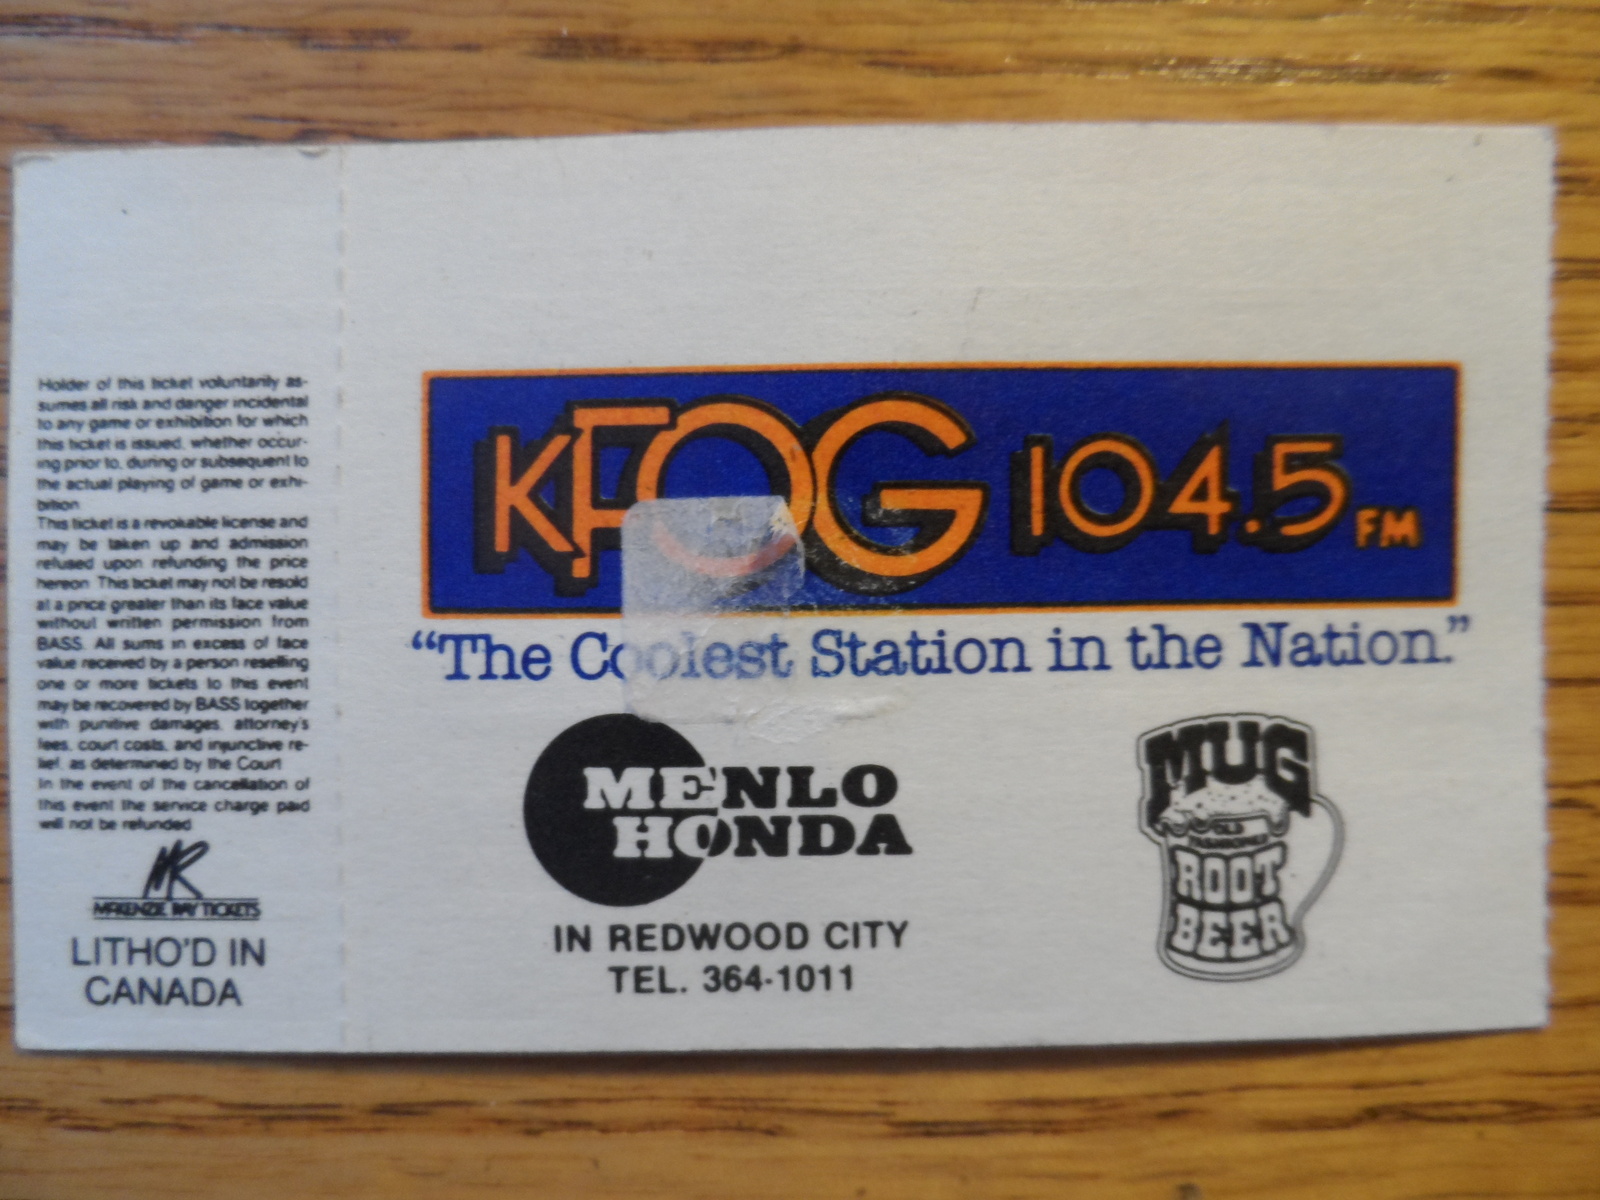 Holder of this ticket voluntarily as-
sumes all risk and danger incidental
to any game or exhibition for which
this ticket is issued, whether occur-
ing prior to, during or subsequent to
the actual playing of game or exhi-
bition
This ticket is a revokable license and
may be taken up and admission
refused upon refunding the price
hereon. This ticket may not be resold
at a price greater than its face value
without written permission from
BASS. All sums in excess of face
value received by a person reselling
one or more tickets to this event
may be recovered by BASS together
with punitive damages, attorney's
fees, court costs, and injunctive re-
lief, as determined by the Court
In the event of the cancellation of
this event the service charge paid
will not be refunded
MR
McKENZIE RAY TICKETS
LITHO'D IN
CANADA
KFOG 104.5 FM
“The Coolest Station in the Nation.”
MENLO
HONDA
IN REDWOOD CITY
TEL. 364-1011
MUG
OLD
FASHIONED
ROOT
BEER